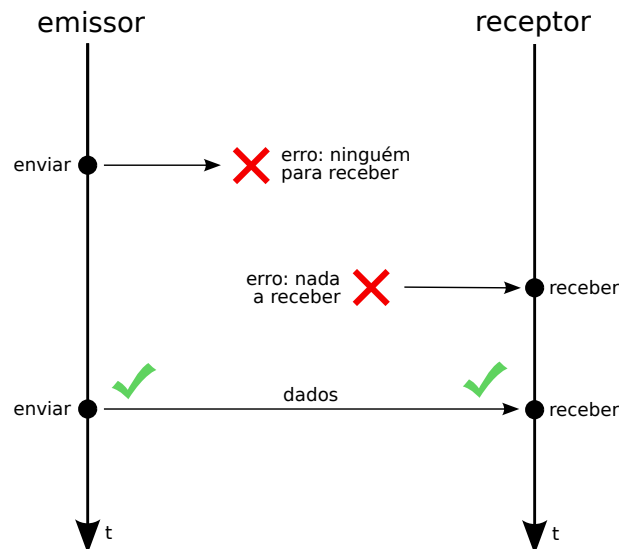 emissor
receptor
enviar
erro: ninguém
para receber
erro: nada
a receber
receber
enviar
dados
receber
t
t